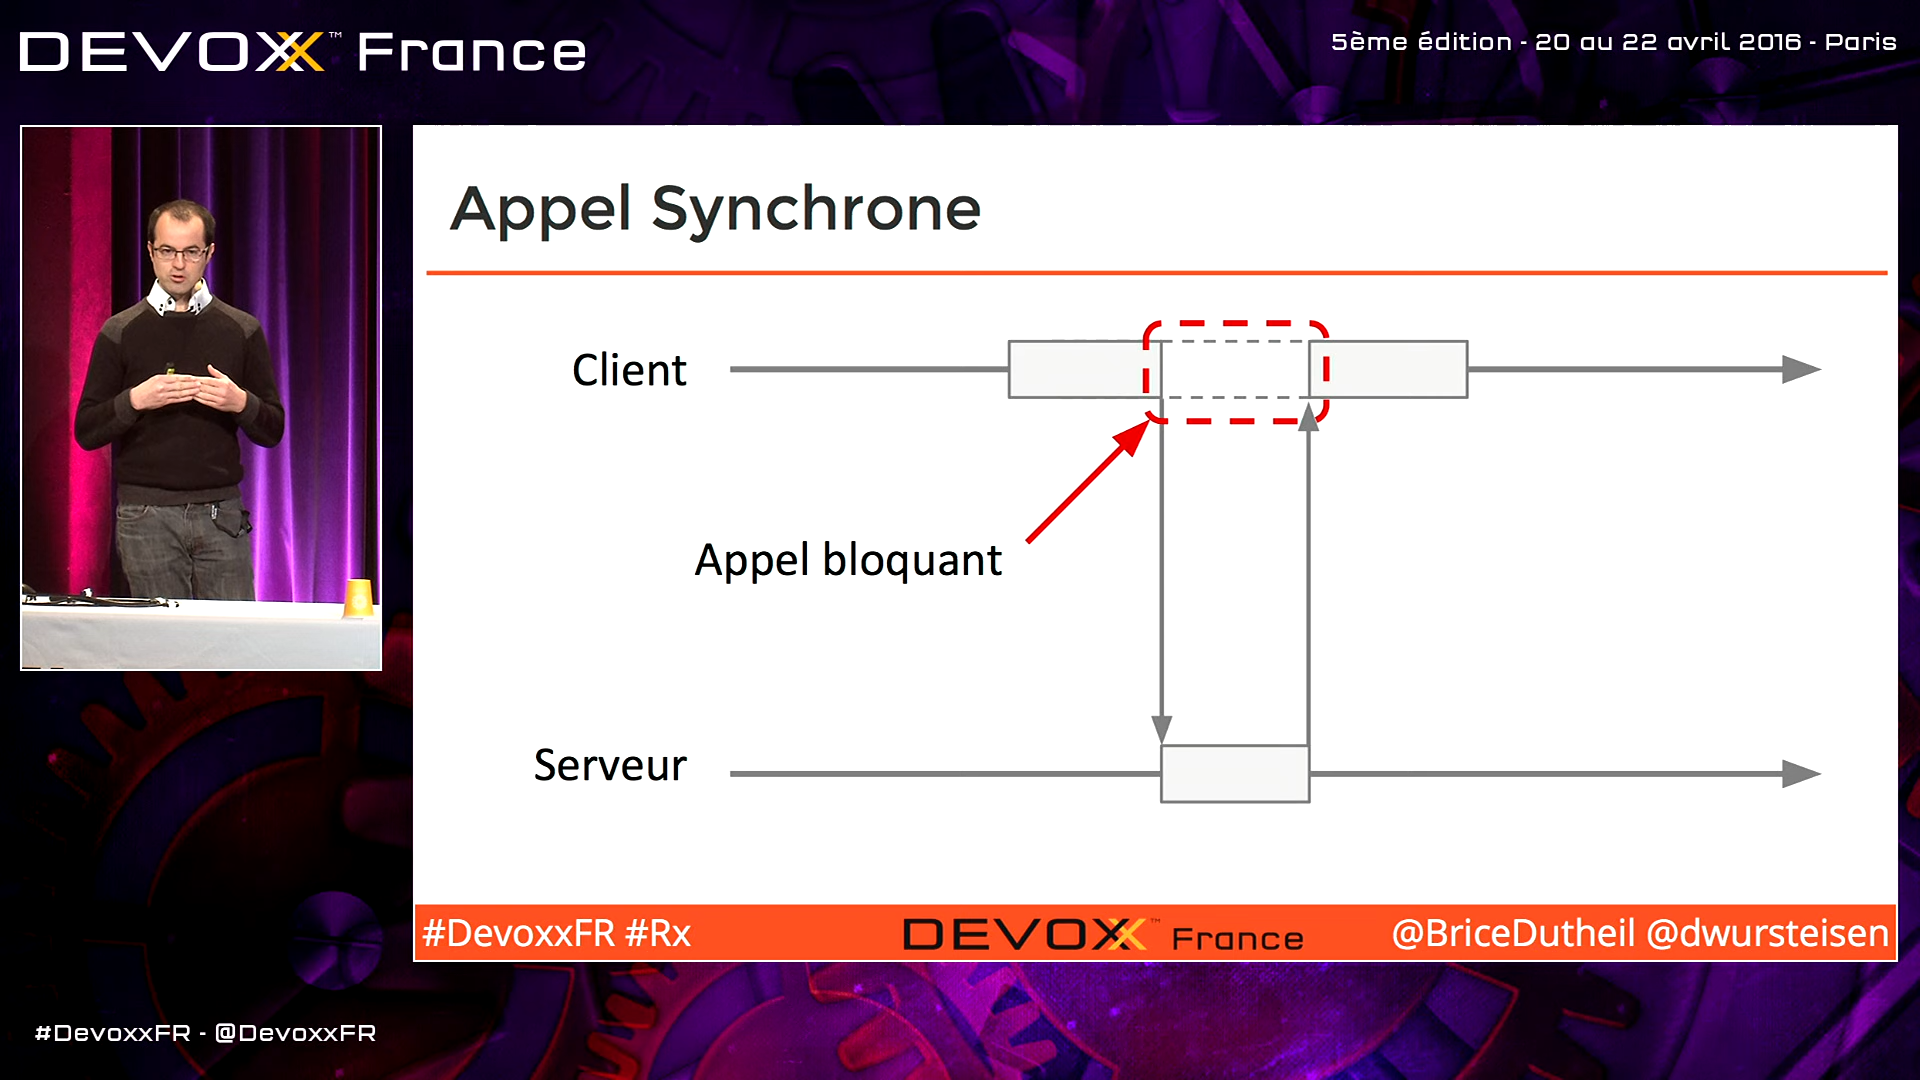 DEVOXX™ France
5ème édition - 20 au 22 avril 2016 - Paris
Appel Synchrone
Client
Appel bloquant
Serveur
#DevoxxFR #Rx
DEVOXX™ France
@BriceDutheil @dwursteisen
#DevoxxFR - @DevoxxFR